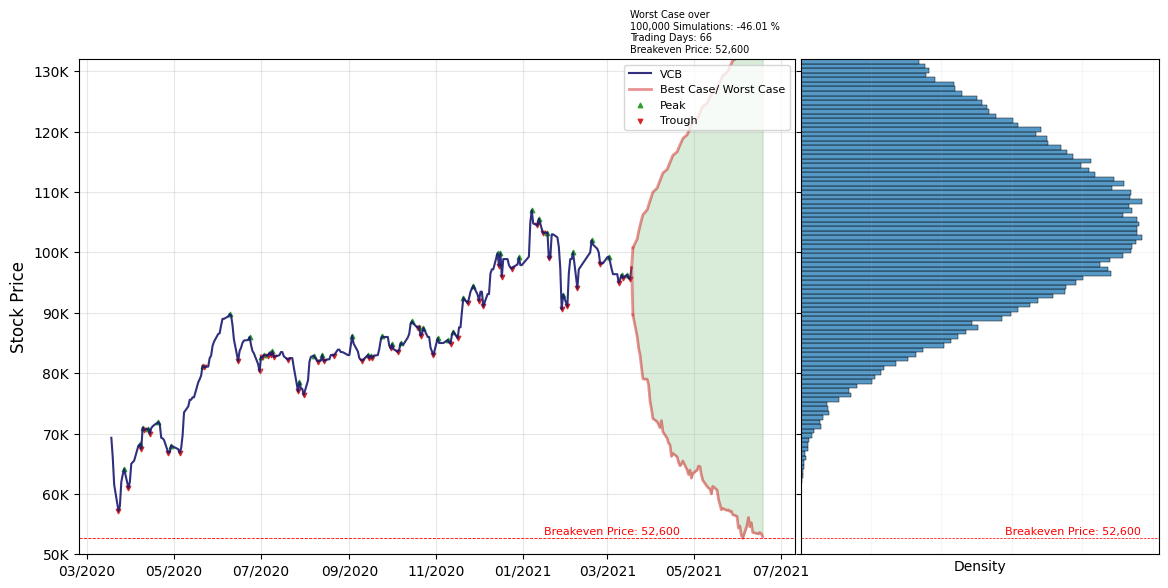 Worst Case over
100,000 Simulations: -46.01 %
Trading Days: 66
Breakeven Price: 52,600
VCB
Best Case/ Worst Case
Peak
Trough
130K
120K
110K
100K
90K
80K
70K
60K
50K
Stock Price
Breakeven Price: 52,600
Breakeven Price: 52,600
03/2020
05/2020
07/2020
09/2020
11/2020
01/2021
03/2021
05/2021
07/2021
Density